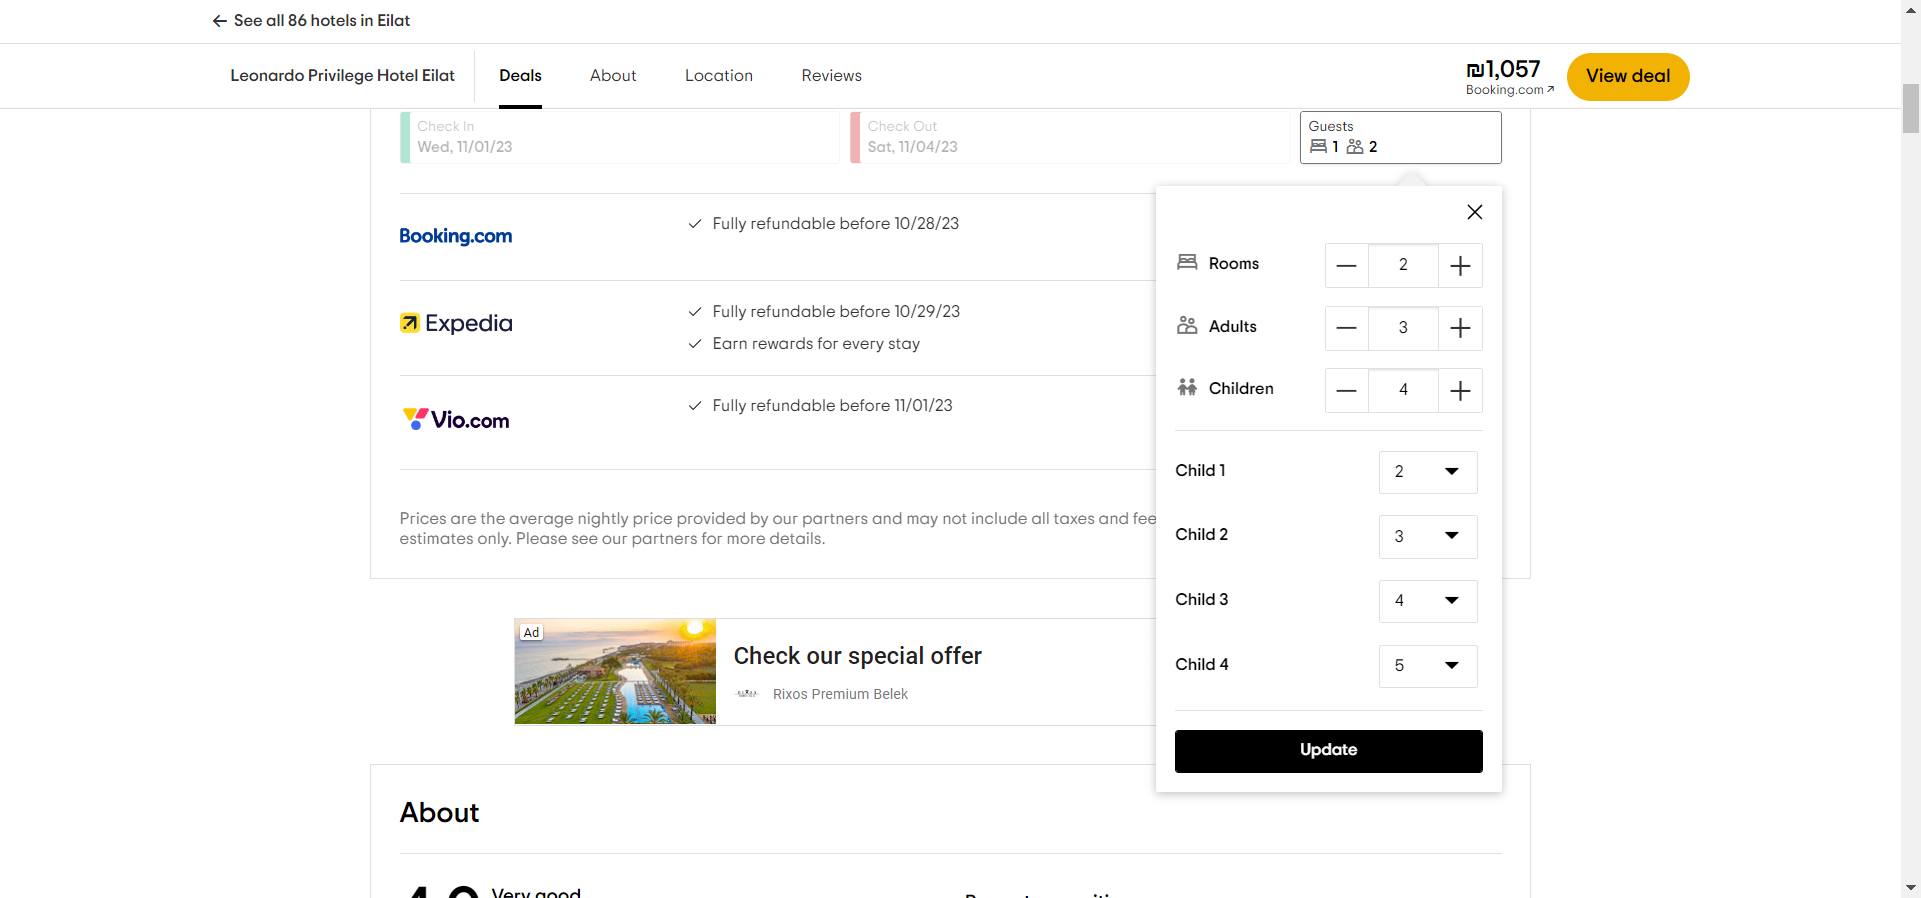 See all 86 hotels in Eilat
Leonardo Privilege Hotel Eilat
Deals
About
Location
Reviews
₪1,057
Booking.com
View deal
Check In
Wed, 11/01/23
Check Out
Sat, 11/04/23
Guests
1 2
Booking.com
Fully refundable before 10/28/23
Expedia
Fully refundable before 10/29/23
Earn rewards for every stay
Vio.com
Fully refundable before 11/01/23
Prices are the average nightly price provided by our partners and may not include all taxes and fee
estimates only. Please see our partners for more details.
Rooms
2
Adults
3
Children
4
Child 1
2
Child 2
3
Child 3
4
Child 4
5
Update
Ad
Check our special offer
Rixos Premium Belek
About
Very good